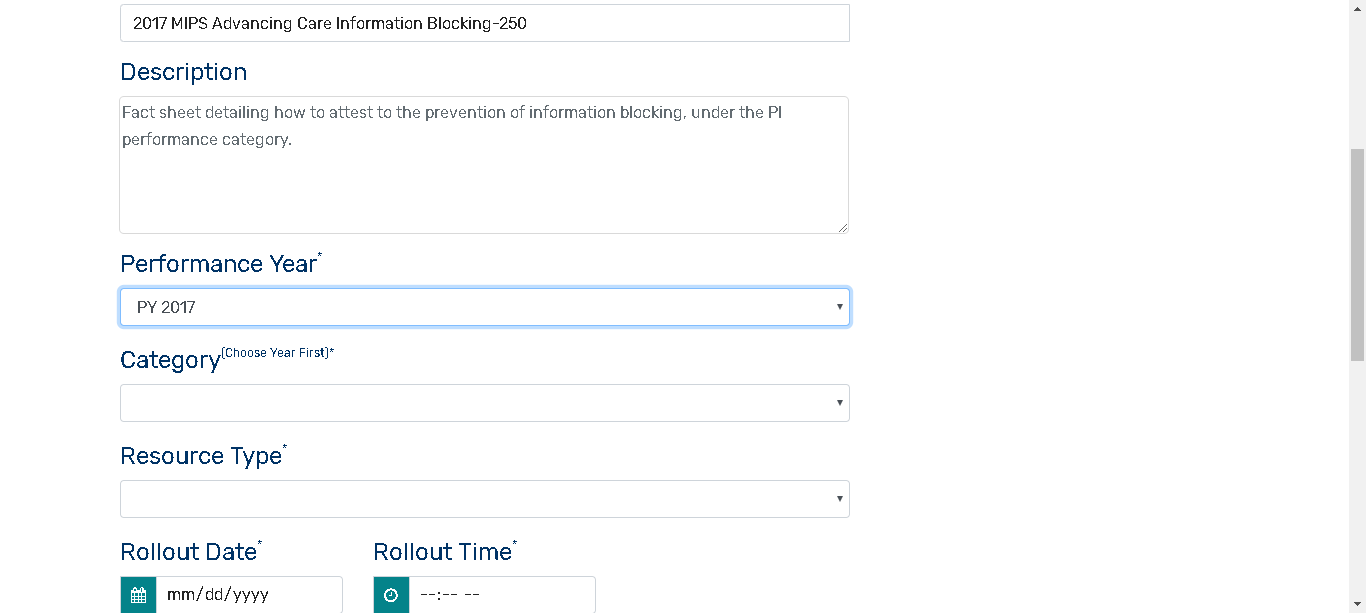 2017 MIPS Advancing Care Information Blocking-250
Description
Fact sheet detailing how to attest to the prevention of information blocking, under the PI
performance category.
Performance Year*
PY 2017
Category(Choose Year First)*
Resource Type*
Rollout Date* Rollout Time*
mm/dd/yyyy --:-- --